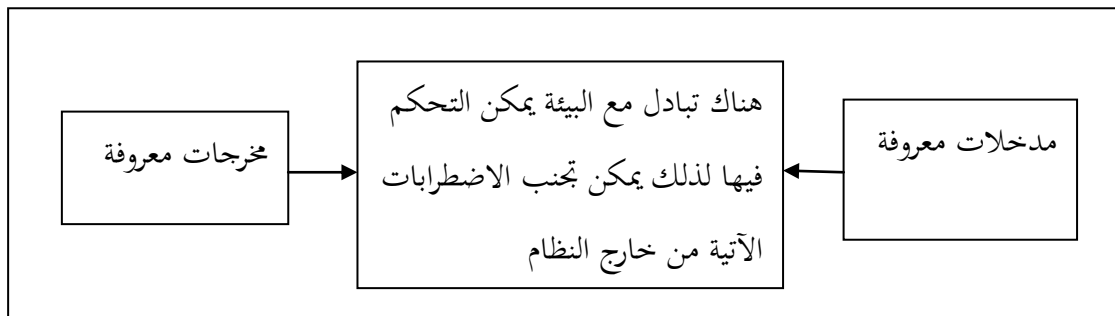 مدخلات معروفة
هناك تبادل مع البيئة يمكن التحكم
فيها لذلك يمكن تجنب الاضطرابات
الآتية من خارج النظام
مخرجات معروفة